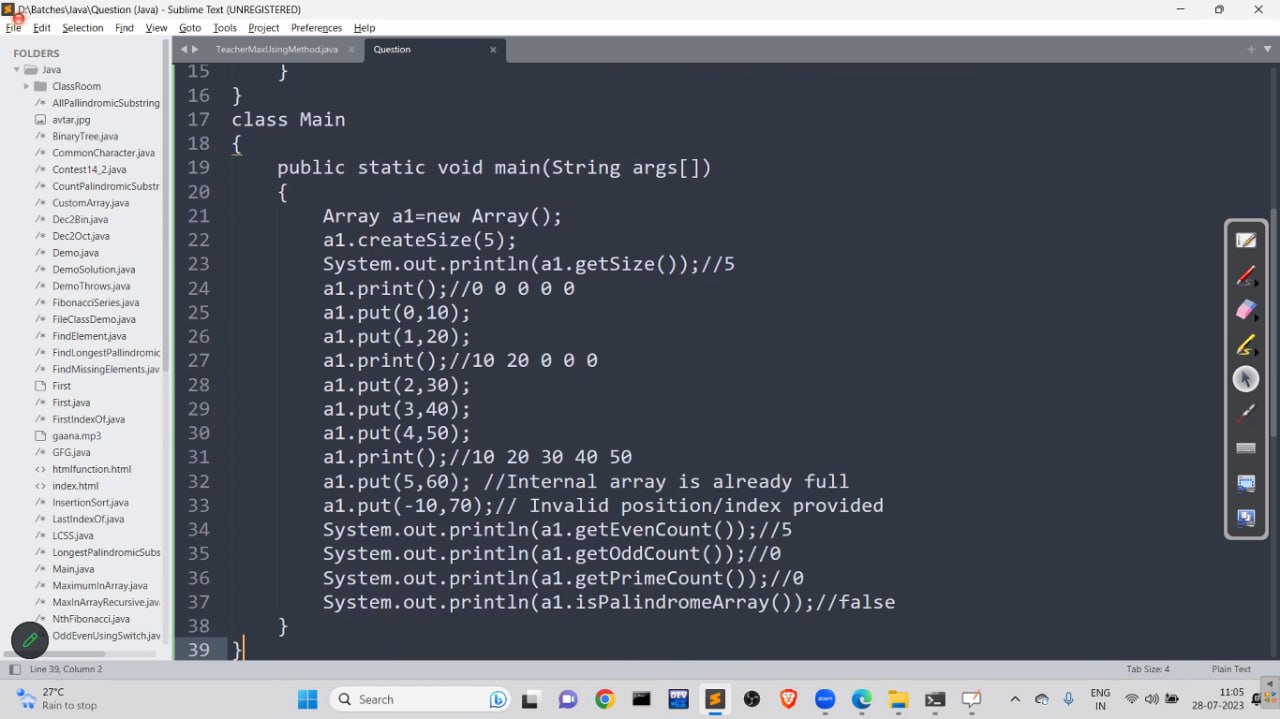 D:\Batches\Java\Question (Java) - Sublime Text (UNREGISTERED)
File Edit Selection Find View Goto Tools Project Preferences Help
FOLDERS
Java
ClassRoom
AllPallindromicSubstring
avtar.jpg
BinaryTree.java
CommonCharacter.java
Contest14_2.java
CountPalindromicSubstr
CustomArray.java
Dec2Bin.java
Dec2Oct.java
Demo.java
DemoSolution.java
DemoThrows.java
FibonacciSeries.java
FileClassDemo.java
FindElement.java
FindLongestPallindromic
FindMissingElements.jav
First
First.java
FirstIndexOf.java
gaana.mp3
GFG.java
htmlfunction.html
index.html
InsertionSort.java
LastIndexOf.java
LCSS.java
LongestPalindromicSubs
Main.java
MaximumInArray.java
MaxInArrayRecursive.jav
NthFibonacci.java
OddEvenUsingSwitch.jav
TeacherMaxUsingMethod.java Question
15 }
16 }
17 class Main
18 {
19 public static void main(String args[])
20 {
21 Array a1=new Array();
22 a1.createSize(5);
23 System.out.println(a1.getSize());//5
24 a1.print();//0 0 0 0 0
25 a1.put(0,10);
26 a1.put(1,20);
27 a1.print();//10 20 0 0 0
28 a1.put(2,30);
29 a1.put(3,40);
30 a1.put(4,50);
31 a1.print();//10 20 30 40 50
32 a1.put(5,60); //Internal array is already full
33 a1.put(-10,70);// Invalid position/index provided
34 System.out.println(a1.getEvenCount());//5
35 System.out.println(a1.getOddCount());//0
36 System.out.println(a1.getPrimeCount());//0
37 System.out.println(a1.isPalindromeArray());//false
38 }
39 }
Line 39, Column 2 Tab Size: 4 Plain Text
27°C
Rain to stop
Search
ENG
IN
11:05
28-07-2023